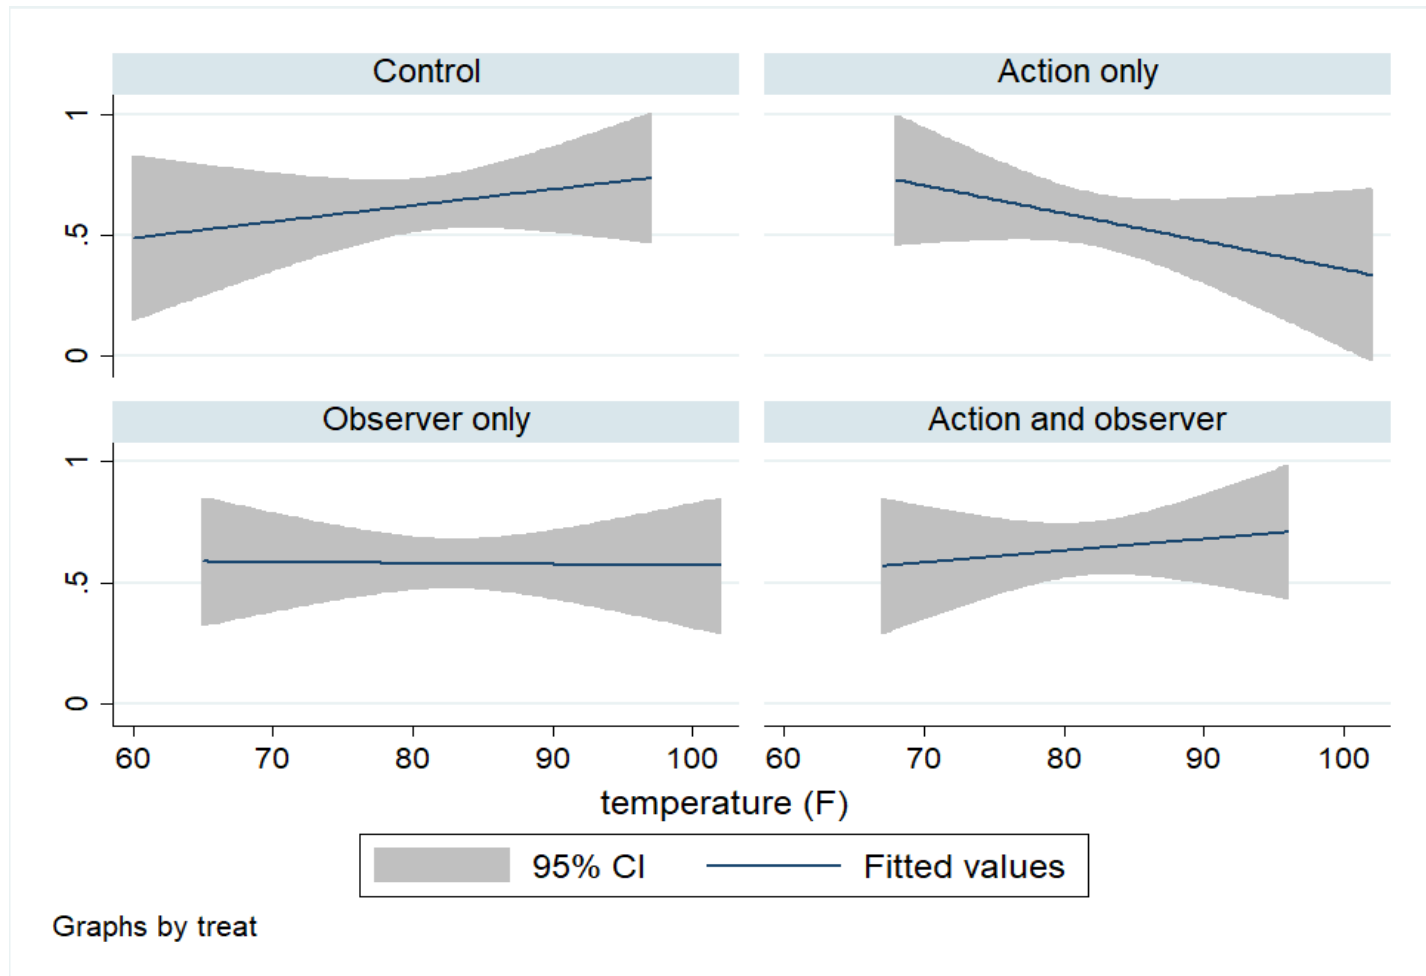 Control
Action only
1
.5
0
Observer only
Action and observer
1
.5
0
60 70 80 90 100 60 70 80 90 100
temperature (F)
95% CI Fitted values
Graphs by treat